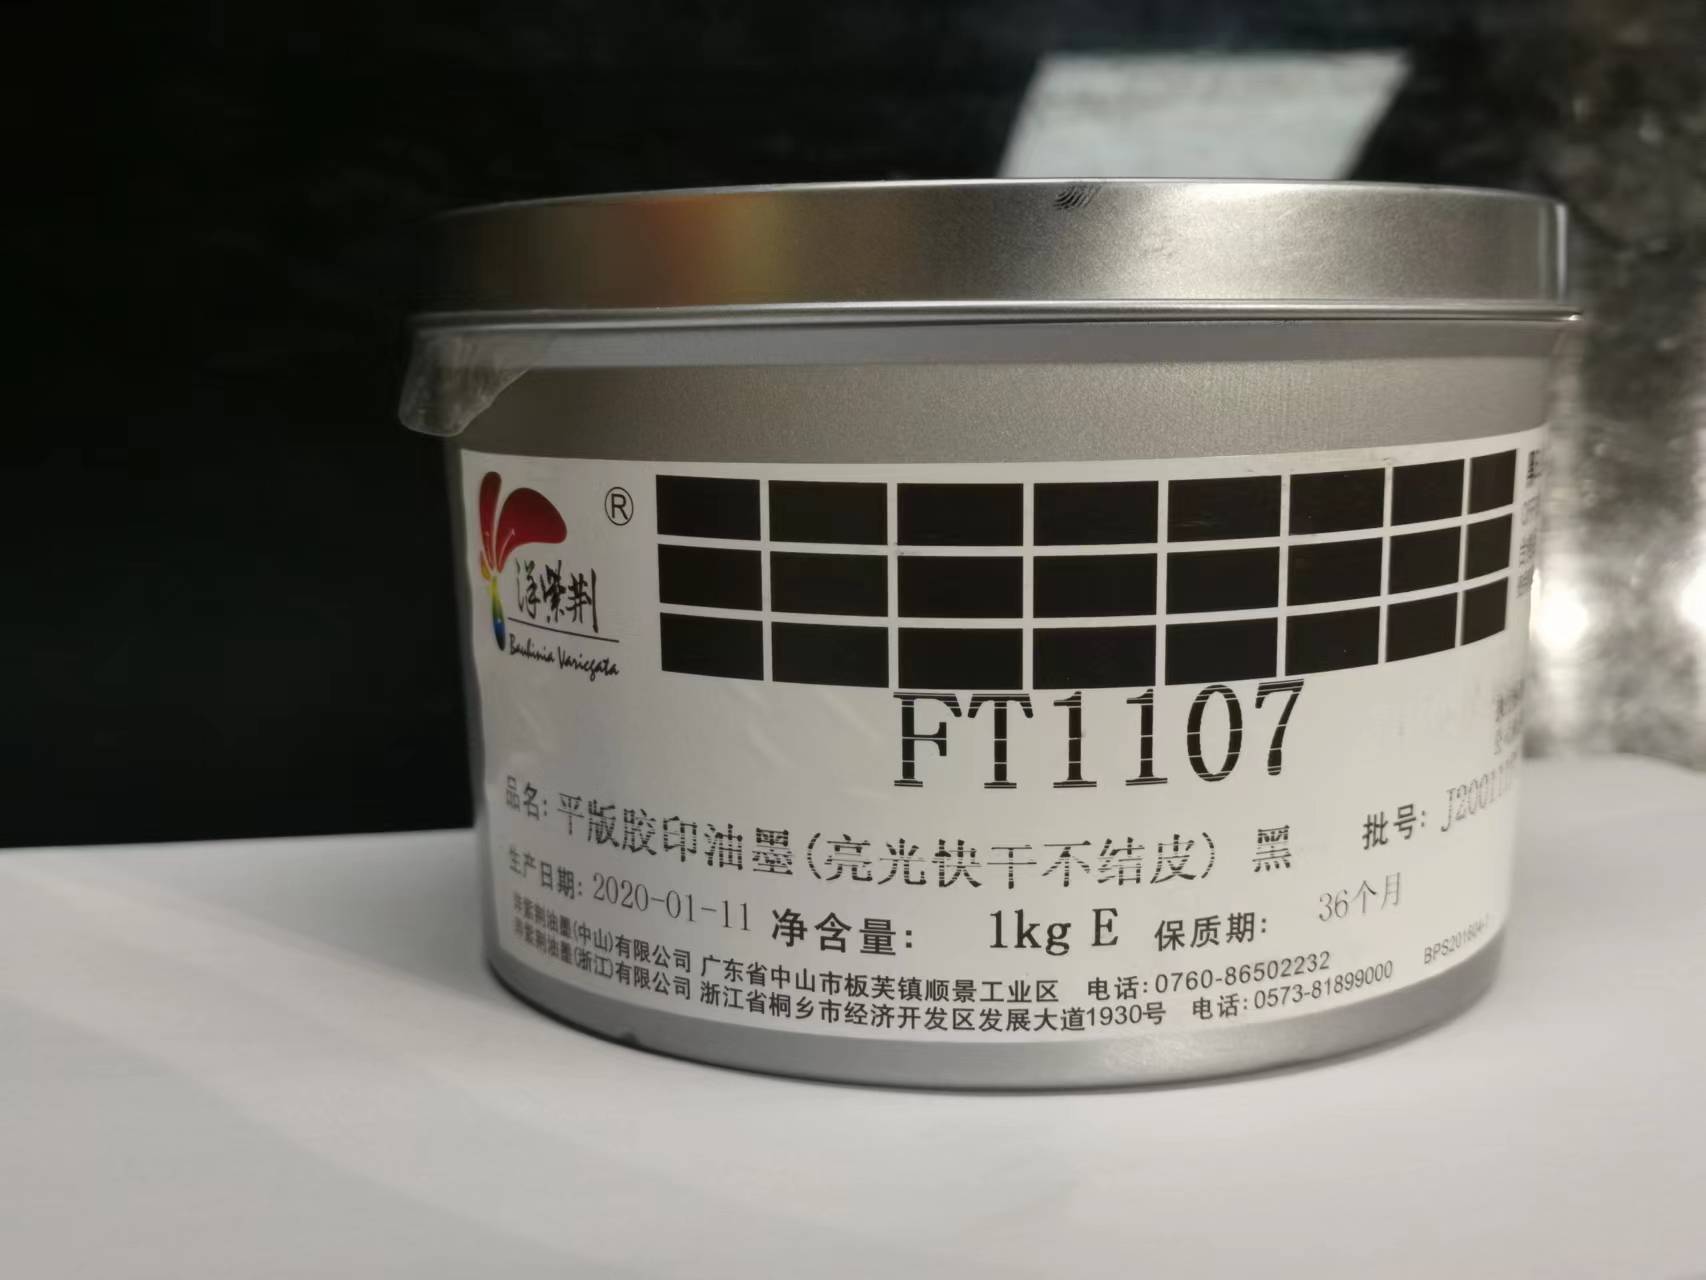 ®
洋紫荆
Bauhinia Variegata
FT1107
品名: 平版胶印油墨(亮光快干不结皮) 黑
批号:
生产日期: 2020-01-11 净含量: 1kg E 保质期: 36个月
洋紫荆油墨(中山)有限公司 广东省中山市板芙镇顺景工业区 电话:0760-86502232
洋紫荆油墨(浙江)有限公司 浙江省桐乡市经济开发区发展大道1930号 电话:0573-81899000